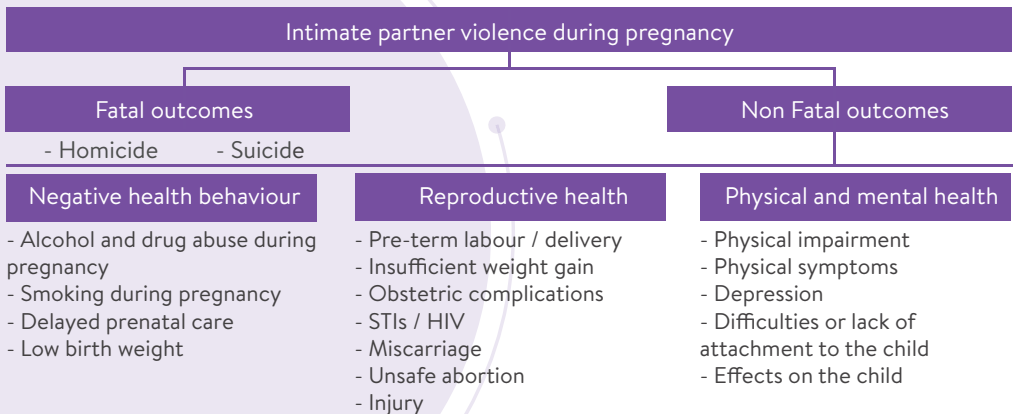 Intimate partner violence during pregnancy
Fatal outcomes
Non Fatal outcomes
- Homicide - Suicide
Negative health behaviour
- Alcohol and drug abuse during
pregnancy
- Smoking during pregnancy
- Delayed prenatal care
- Low birth weight
Reproductive health
- Pre-term labour / delivery
- Insufficient weight gain
- Obstetric complications
- STIs / HIV
- Miscarriage
- Unsafe abortion
- Injury
Physical and mental health
- Physical impairment
- Physical symptoms
- Depression
- Difficulties or lack of
attachment to the child
- Effects on the child